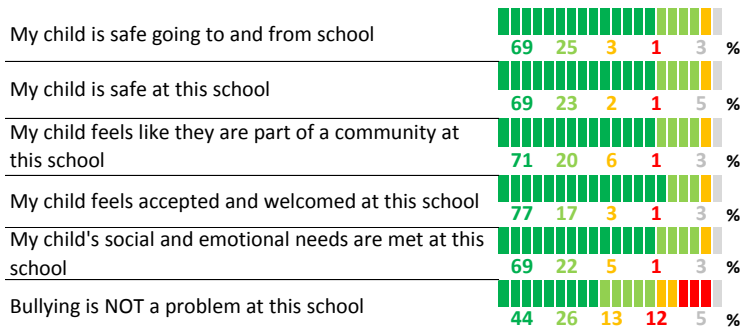 My child is safe going to and from school
69 25 3 1 3 %
My child is safe at this school
69 23 2 1 5 %
My child feels like they are part of a community at
this school
71 20 6 1 3 %
My child feels accepted and welcomed at this school
77 17 3 1 3 %
My child's social and emotional needs are met at this
school
69 22 5 1 3 %
Bullying is NOT a problem at this school
44 26 13 12 5 %